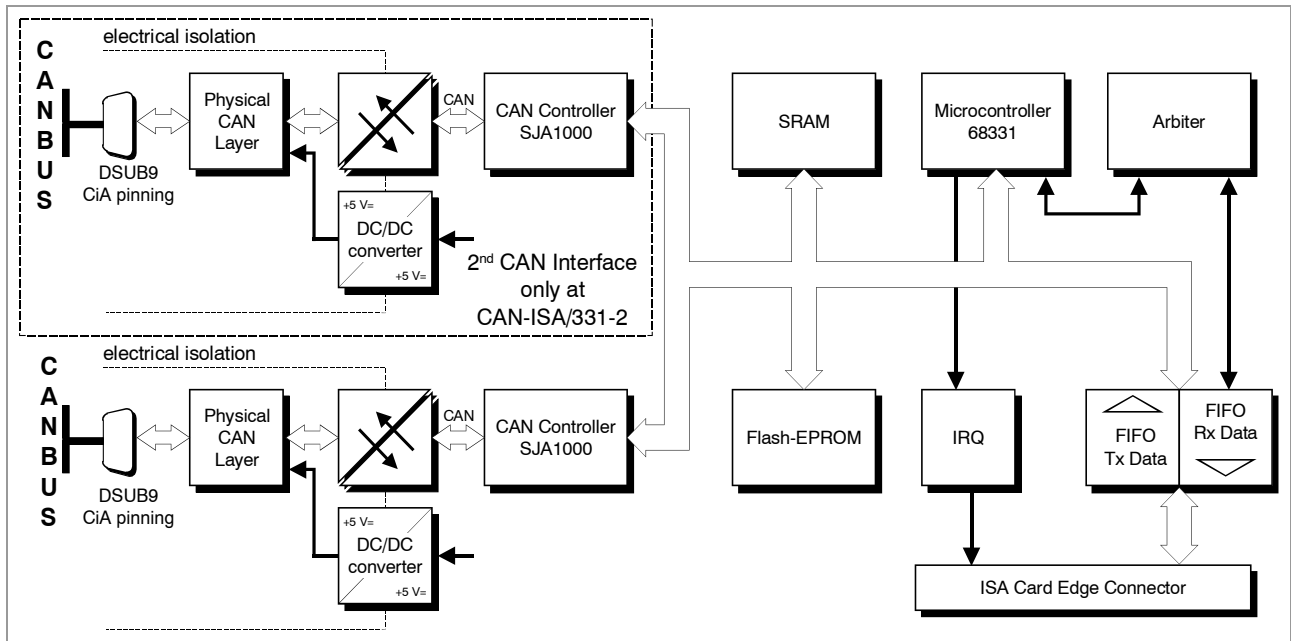 CANBUS
electrical isolation
Physical
CAN
Layer
CAN
CAN Controller
SJA1000
DSUB9
CiA pinning
+5 V=
DC/DC
converter
+5 V=
2nd CAN Interface
only at
CAN-ISA/331-2
SRAM
Microcontroller
68331
Arbiter
CANBUS
electrical isolation
Physical
CAN
Layer
CAN
CAN Controller
SJA1000
DSUB9
CiA pinning
+5 V=
DC/DC
converter
+5 V=
Flash-EPROM
IRQ
FIFO
Tx Data
FIFO
Rx Data
ISA Card Edge Connector